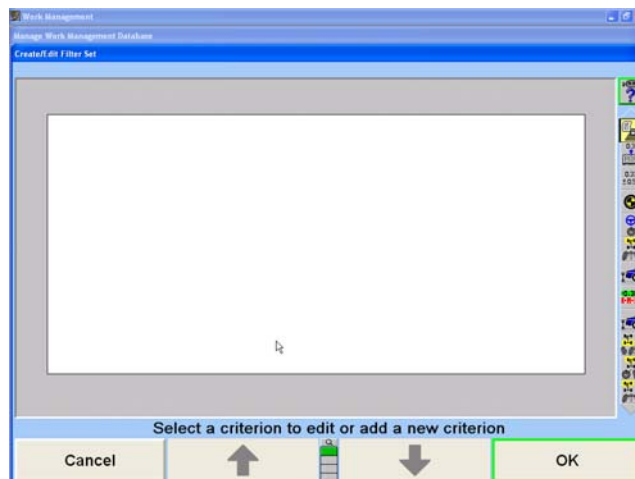 Work Management
Manage Work Management Database
Create/Edit Filter Set
Select a criterion to edit or add a new criterion
Cancel
OK